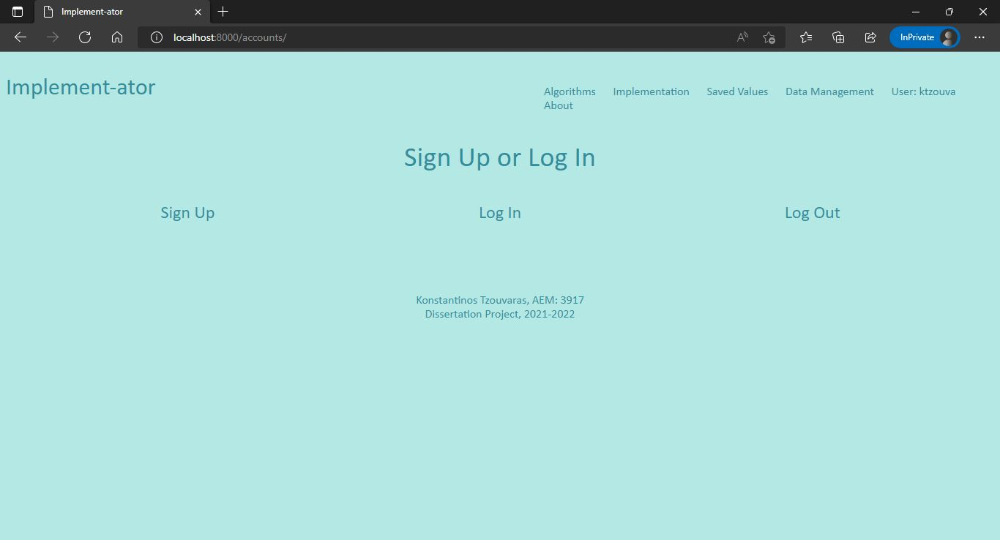 Implement-ator
localhost:8000/accounts/
InPrivate
Implement-ator
Algorithms Implementation Saved Values Data Management User: ktzouva
About
Sign Up or Log In
Sign Up Log In Log Out
Konstantinos Tzouvaras, AEM: 3917
Dissertation Project, 2021-2022